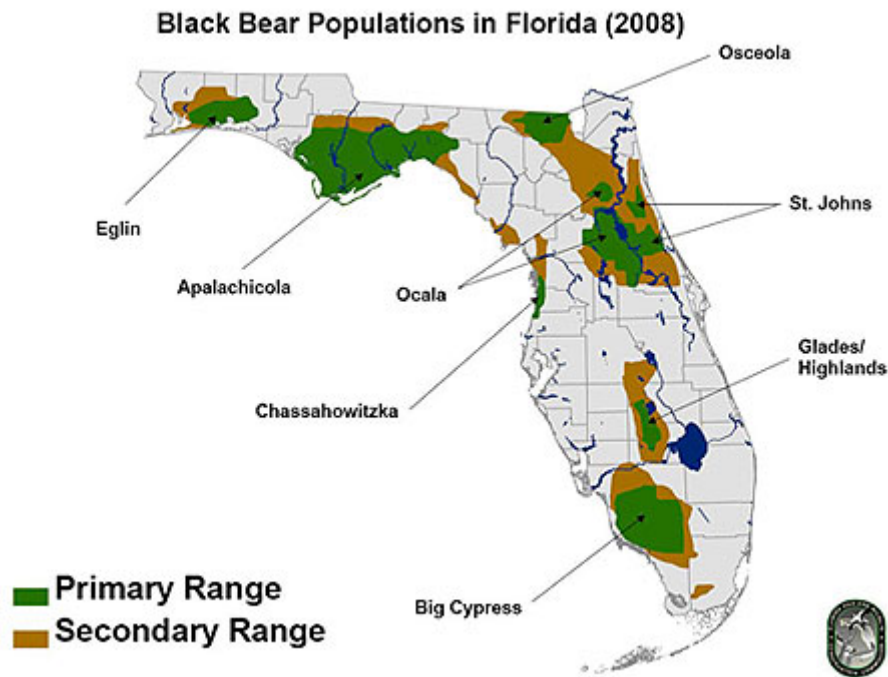 Black Bear Populations in Florida (2008)
Osceola
Eglin
St. Johns
Apalachicola
Ocala
Glades/
Highlands
Chassahowitzka
Big Cypress
Primary Range
Secondary Range